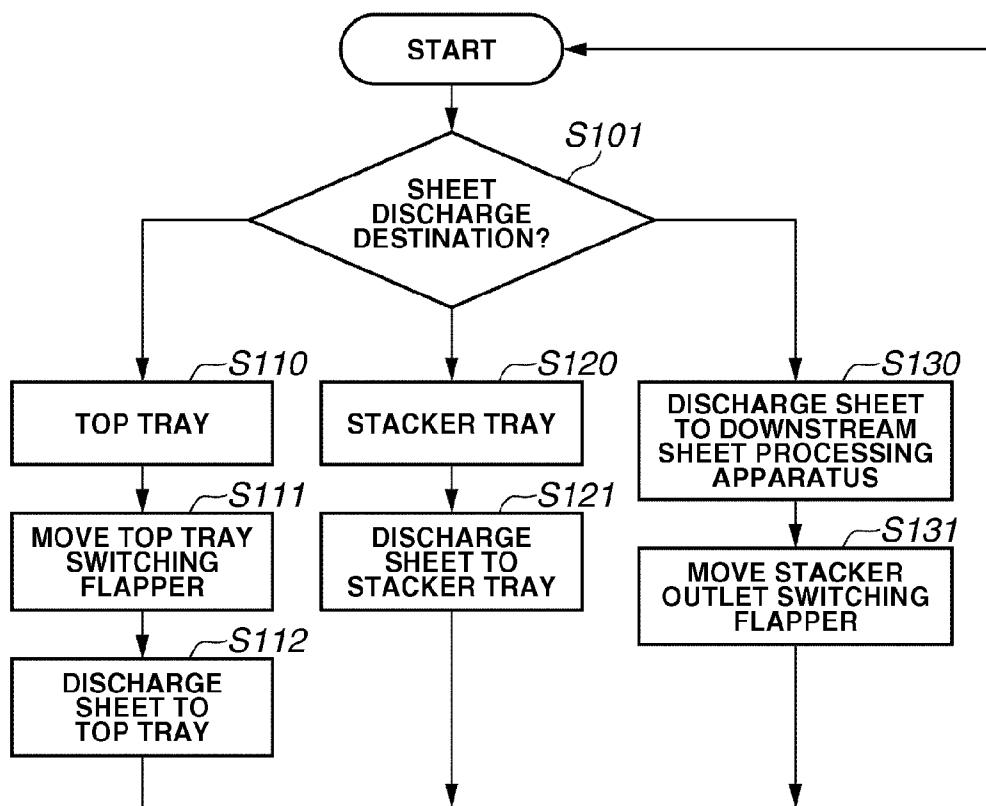 START
S101
SHEET
DISCHARGE
DESTINATION?
S110
TOP TRAY
S111
MOVE TOP TRAY
SWITCHING
FLAPPER
S112
DISCHARGE
SHEET TO
TOP TRAY
S120
STACKER TRAY
S121
DISCHARGE
SHEET TO
STACKER TRAY
S130
DISCHARGE SHEET
TO DOWNSTREAM
SHEET PROCESSING
APPARATUS
S131
MOVE STACKER
OUTLET SWITCHING
FLAPPER